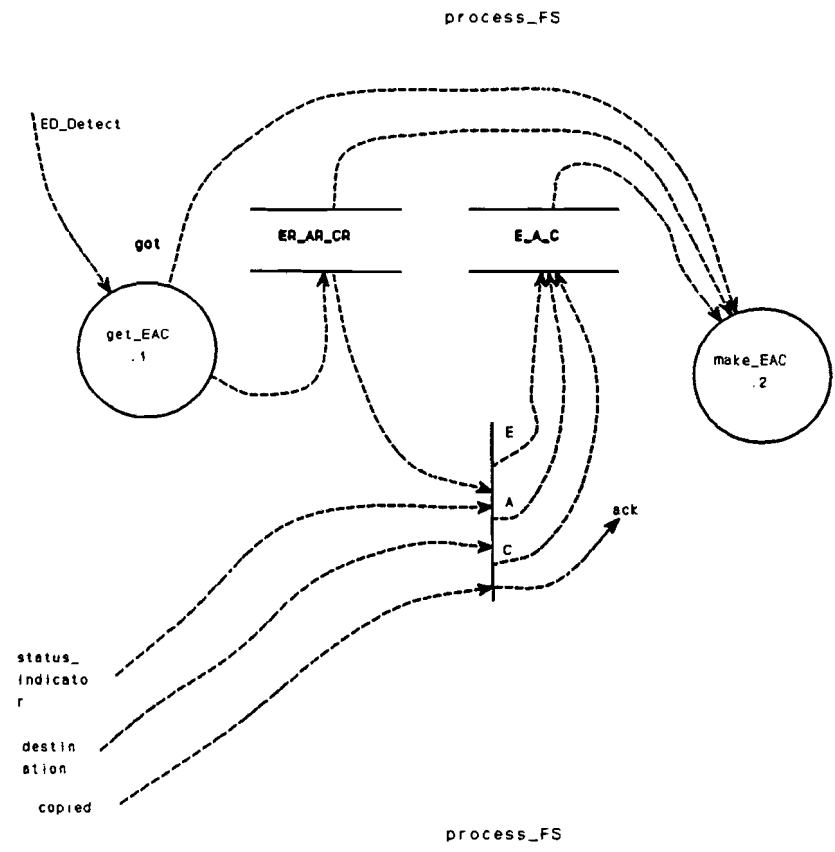 process_FS
ED_Detect
got
ER_AR_CR
E_A_C
get_EAC
.1
make_EAC
.2
E
A
ack
C
status_
indicato
r
destin
ation
copied
process_FS